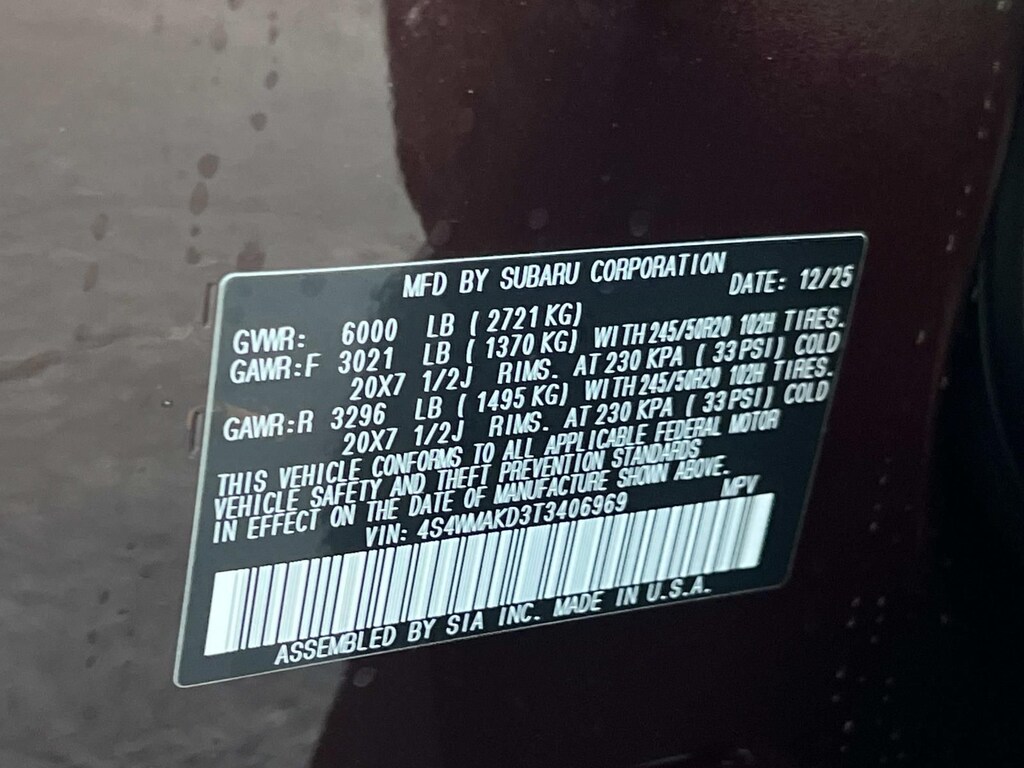 MFD BY SUBARU CORPORATION DATE: 12/25
GVWR: 6000 LB ( 2721 KG)
GAWR:F 3021 LB ( 1370 KG) WITH 245/50R20 102H TIRES.
20X7 1/2J RIMS. AT 230 KPA ( 33 PSI) COLD
GAWR:R 3296 LB ( 1495 KG) WITH 245/50R20 102H TIRES.
20X7 1/2J RIMS. AT 230 KPA ( 33 PSI) COLD
THIS VEHICLE CONFORMS TO ALL APPLICABLE FEDERAL MOTOR
VEHICLE SAFETY AND THEFT PREVENTION STANDARDS
IN EFFECT ON THE DATE OF MANUFACTURE SHOWN ABOVE.
VIN: 4S4WMAKD3T3406969 MPV
ASSEMBLED BY SIA INC. MADE IN U.S.A.